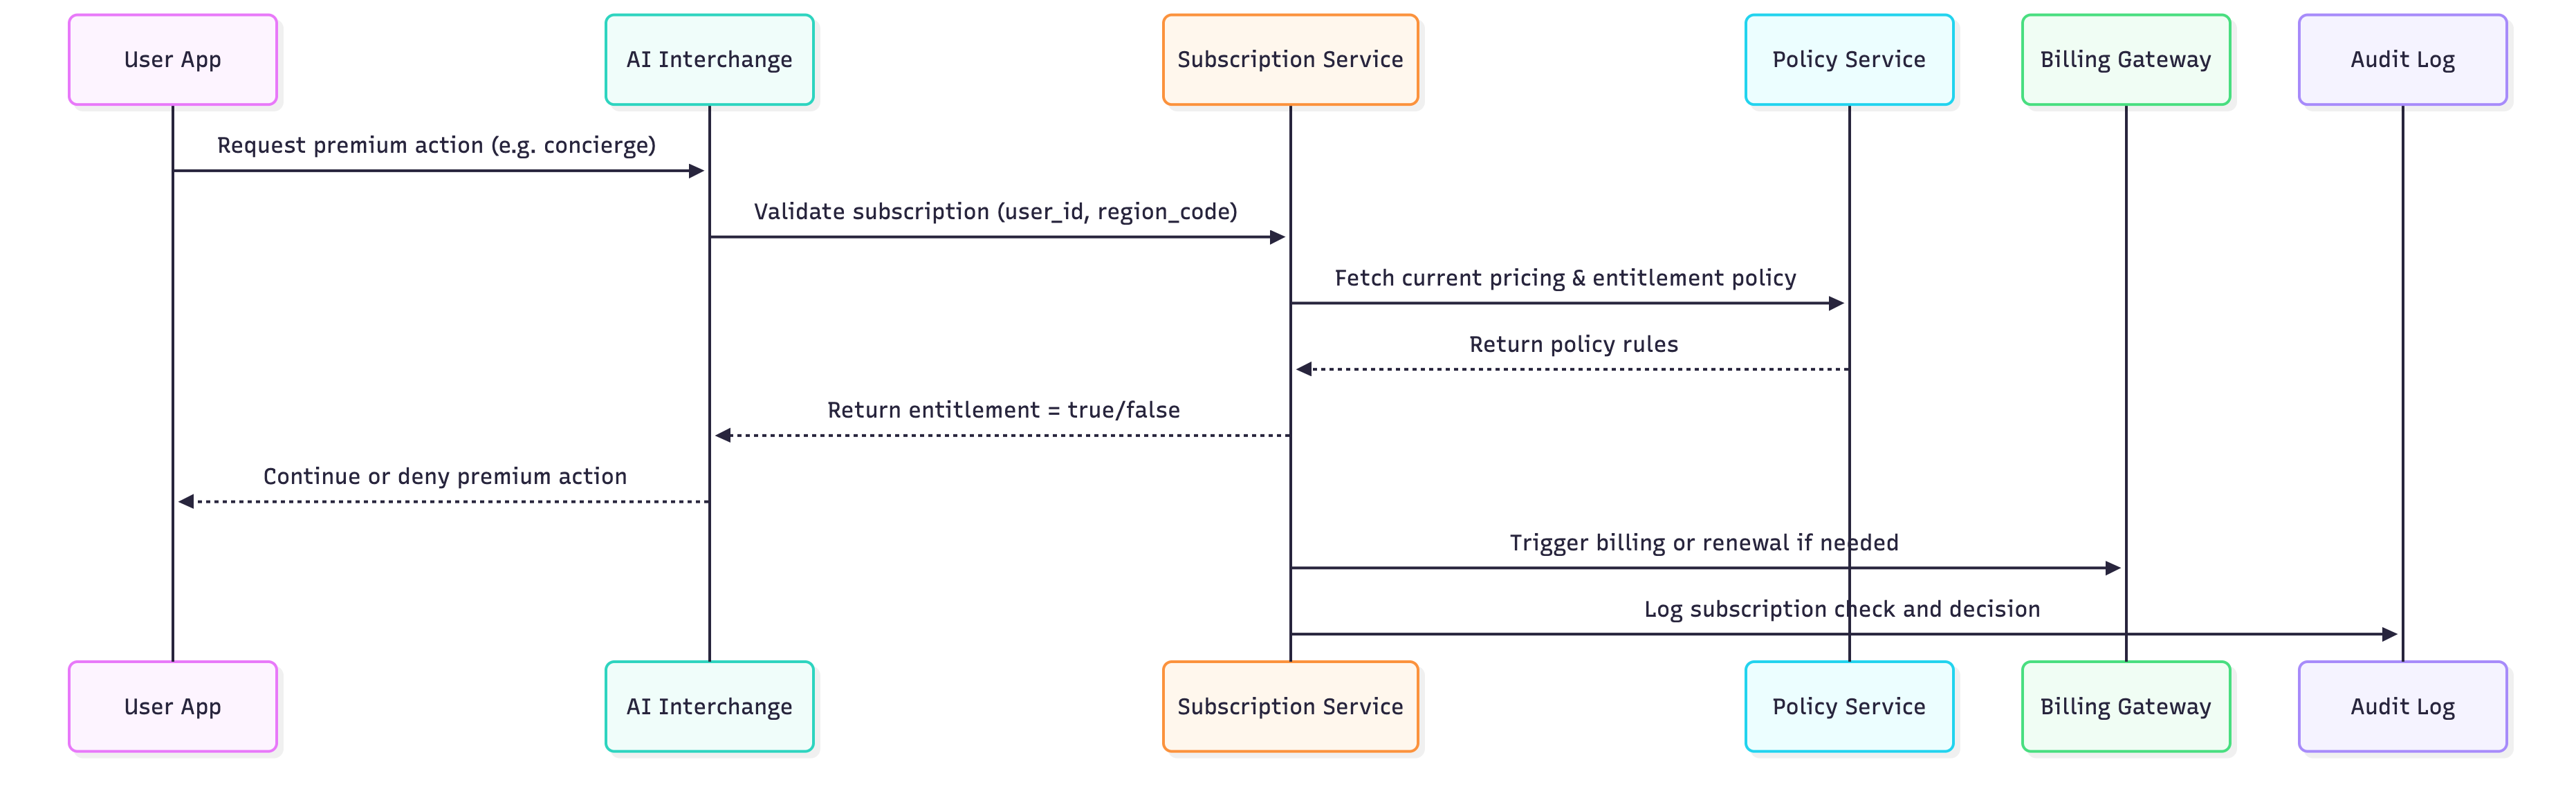 User App
AI Interchange
Subscription Service
Policy Service
Billing Gateway
Audit Log
Request premium action (e.g. concierge)
Validate subscription (user_id, region_code)
Fetch current pricing & entitlement policy
Return policy rules
Return entitlement = true/false
Continue or deny premium action
Trigger billing or renewal if needed
Log subscription check and decision
User App
AI Interchange
Subscription Service
Policy Service
Billing Gateway
Audit Log